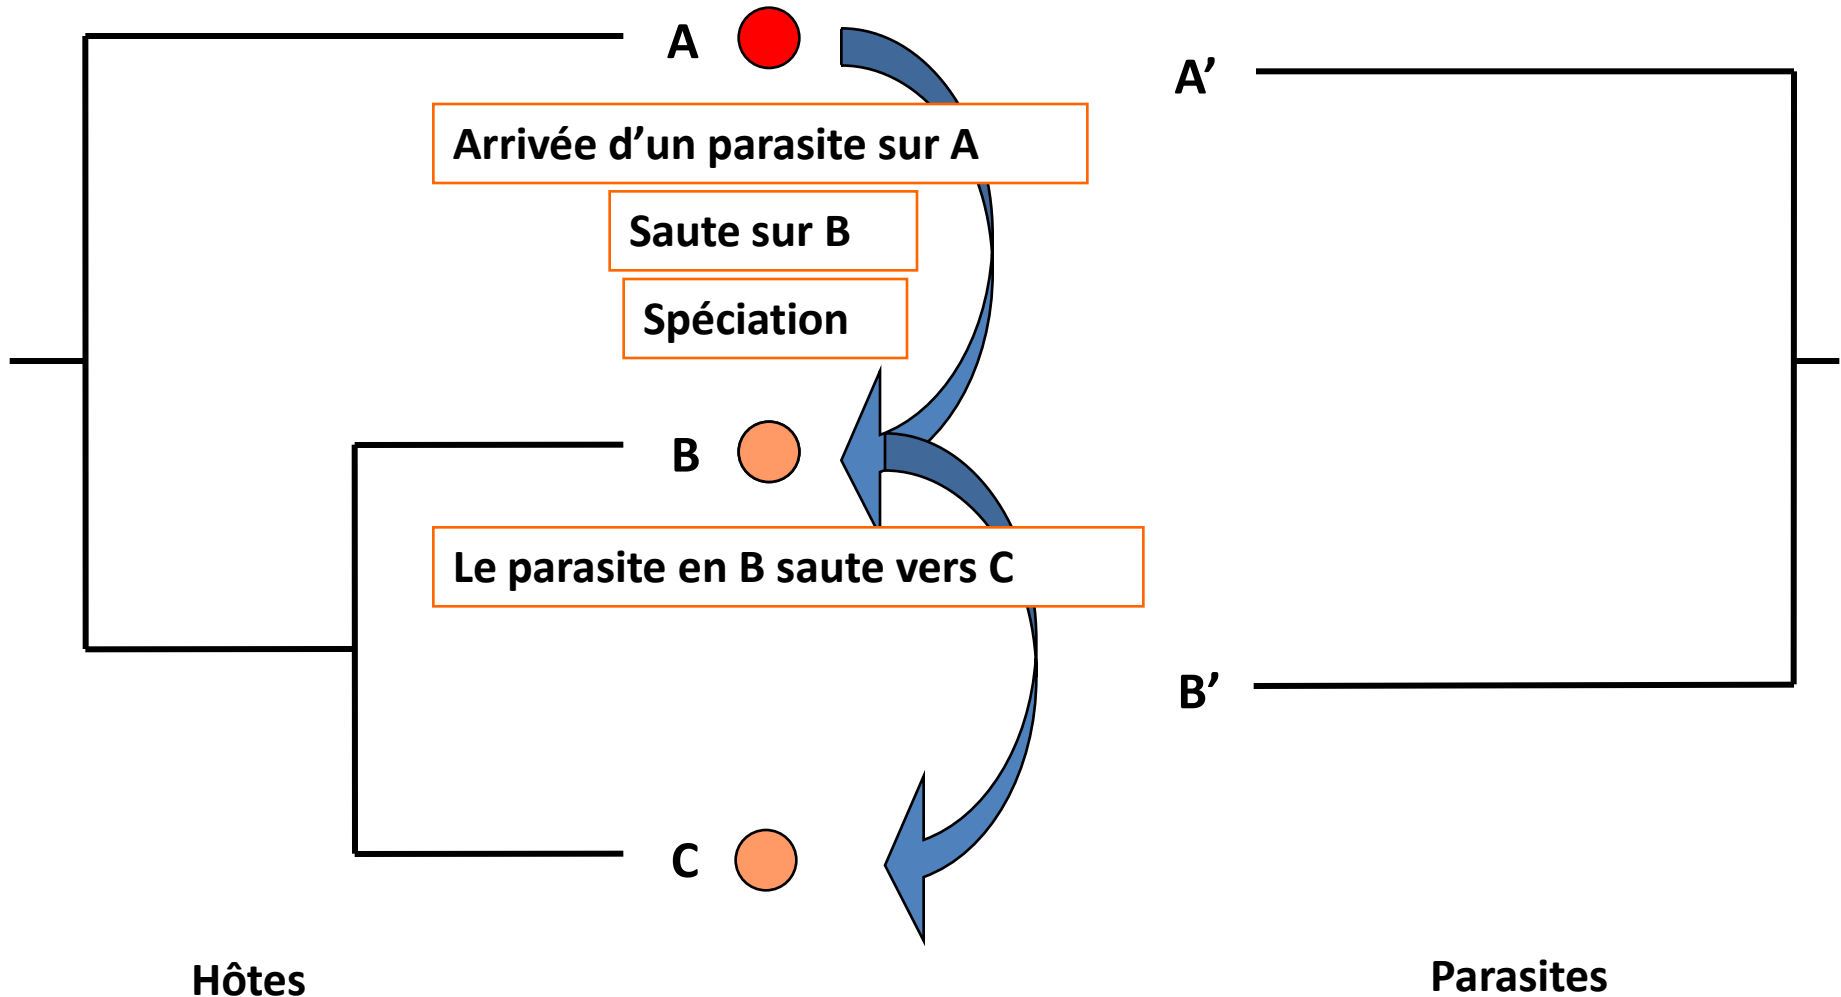 A
A’
Arrivée d’un parasite sur A
Saute sur B
Spéciation
B
Le parasite en B saute vers C
B’
C
Hôtes
Parasites